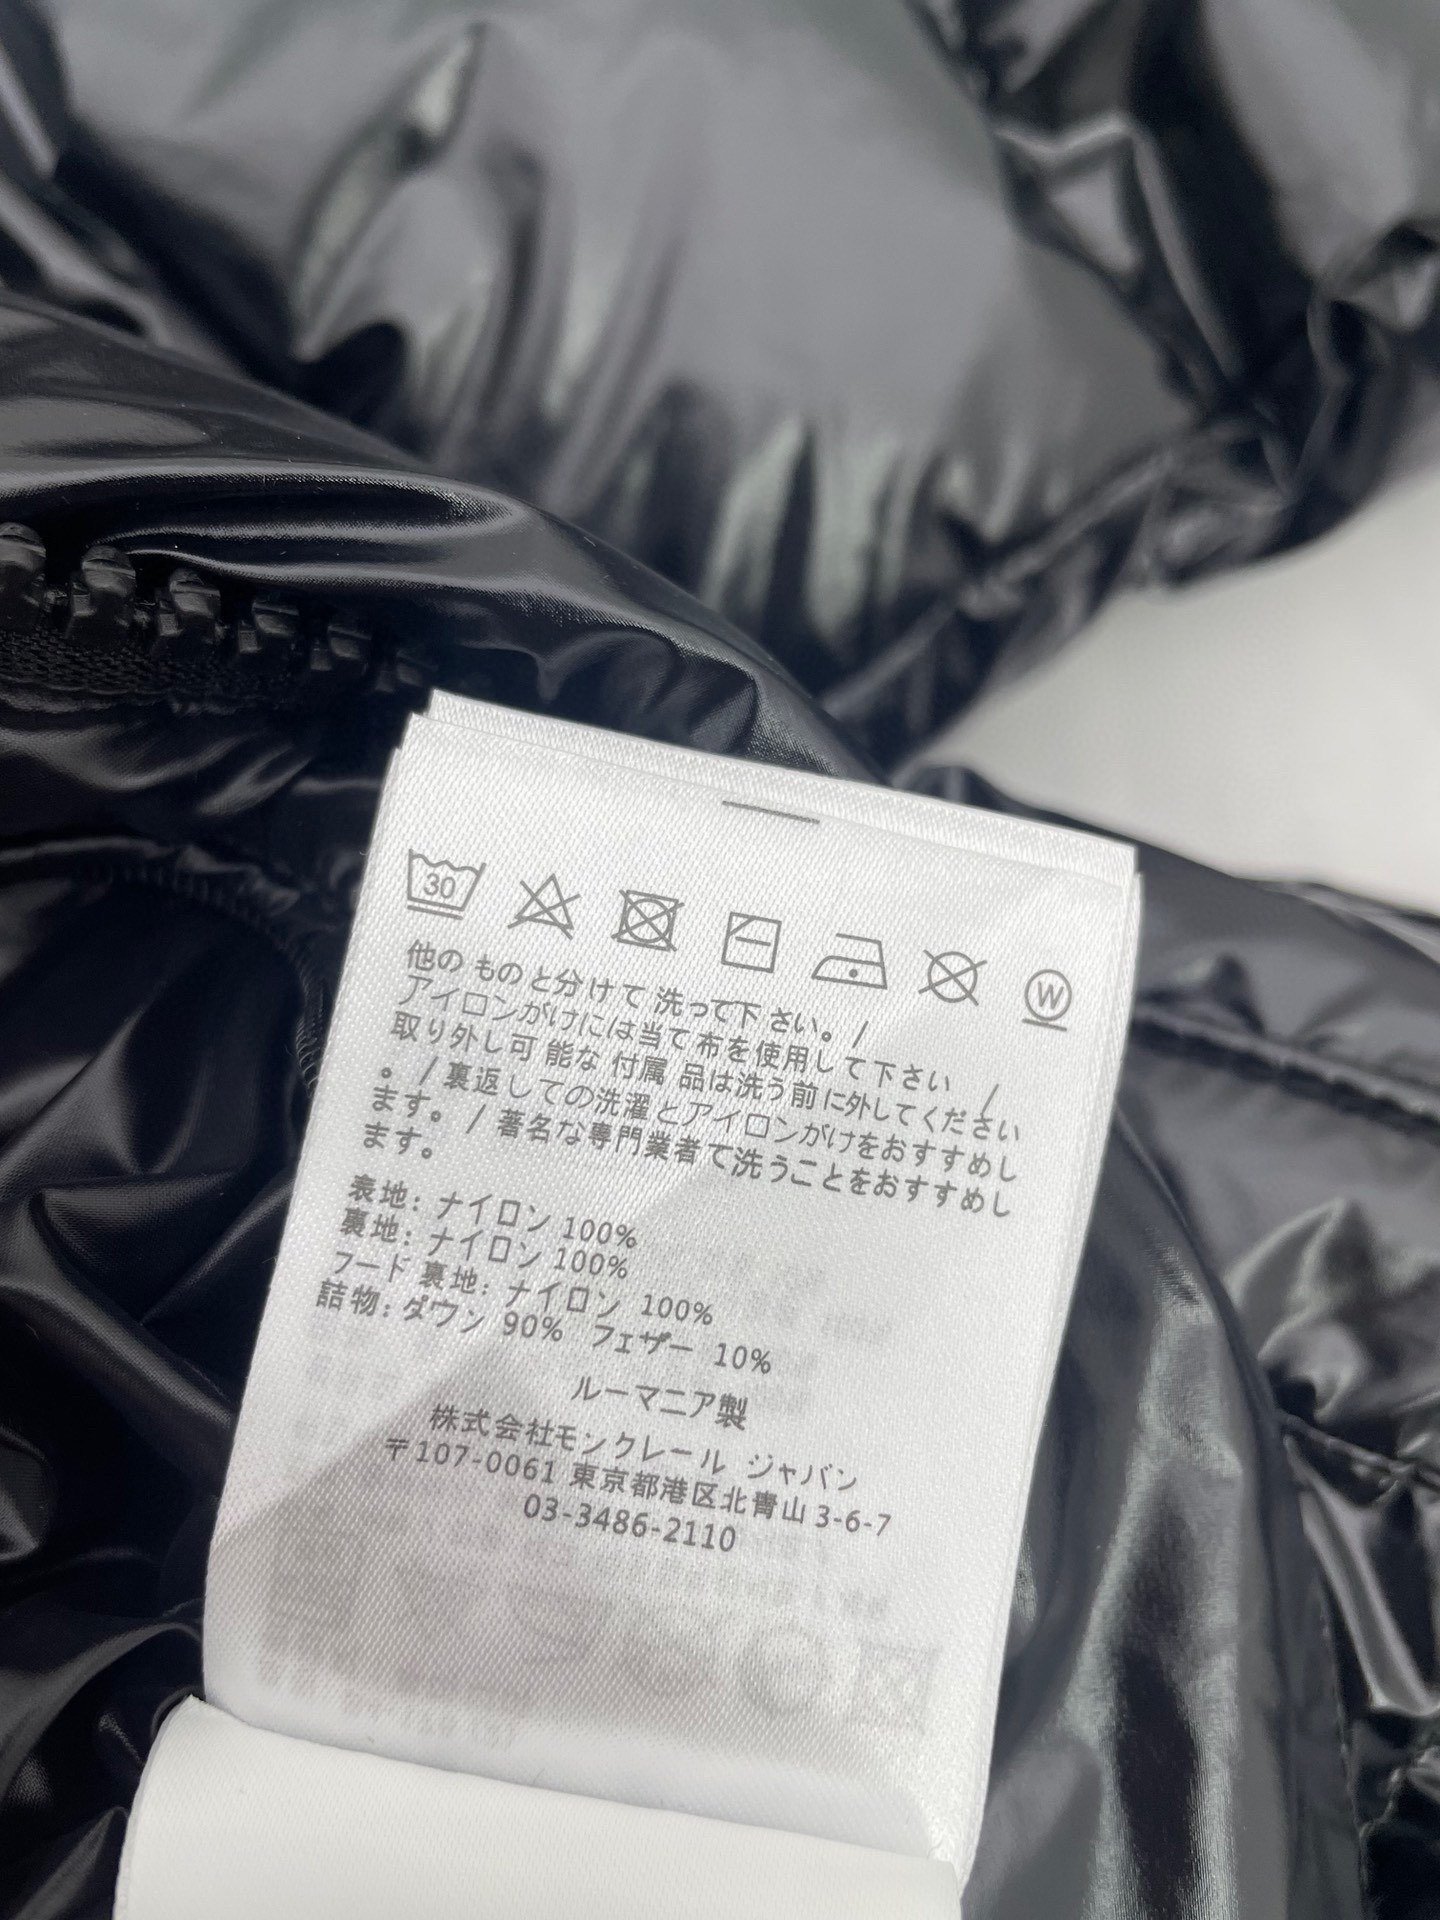 30
W
他の ものと分けて 洗って下 さい。 /
アイロンがけには当て 布を使用し て下さい /
取り外し可 能な 付属 品は洗う前 に外してください
。 / 裏返しての洗濯とアイロンがけをおすすめし
ます。 / 著名な専門業者で洗うことをおすすめし
ます。
表地: ナイロン 100%
裏地: ナイロン 100%
フード 裏地: ナイロン 100%
詰物: ダウン 90% フェザー 10%
ルーマニア製
株式会社モンクレール ジャパン
〒107-0061 東京都港区北青山 3-6-7
03-3486-2110